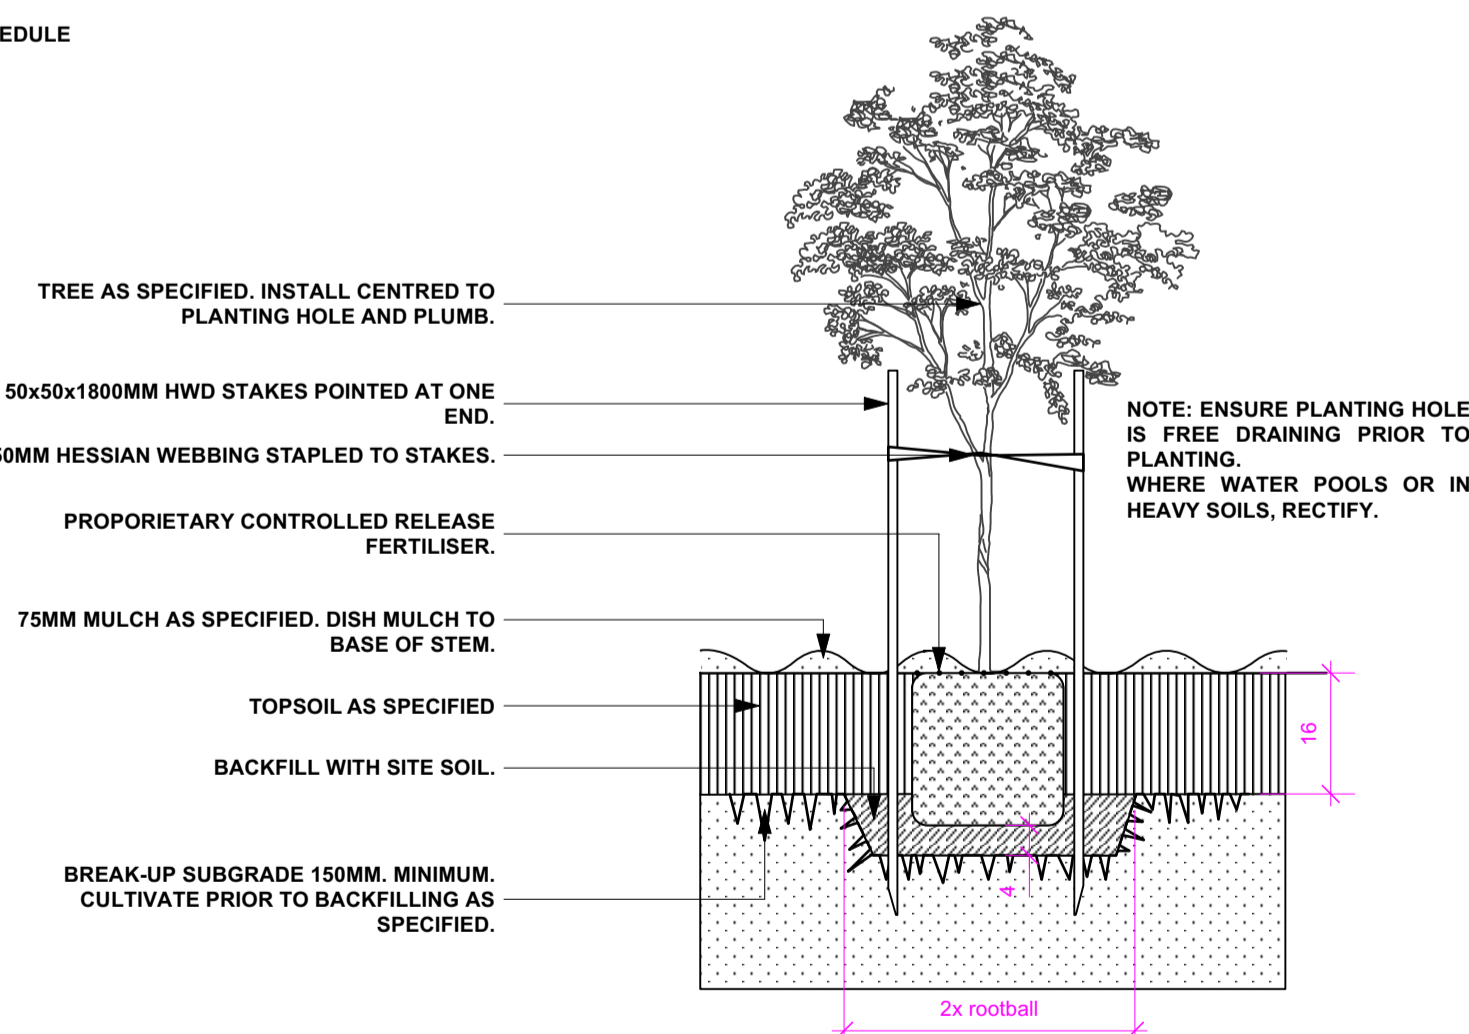 EDULE
TREE AS SPECIFIED. INSTALL CENTRED TO
PLANTING HOLE AND PLUMB.
50x50x1800MM HWD STAKES POINTED AT ONE
END.
50MM HESSIAN WEBBING STAPLED TO STAKES.
PROPORIETARY CONTROLLED RELEASE
FERTILISER.
75MM MULCH AS SPECIFIED. DISH MULCH TO
BASE OF STEM.
TOPSOIL AS SPECIFIED
BACKFILL WITH SITE SOIL.
BREAK-UP SUBGRADE 150MM. MINIMUM.
CULTIVATE PRIOR TO BACKFILLING AS
SPECIFIED.
NOTE: ENSURE PLANTING HOLE
IS FREE DRAINING PRIOR TO
PLANTING.
WHERE WATER POOLS OR IN
HEAVY SOILS, RECTIFY.
16
4
2x rootball